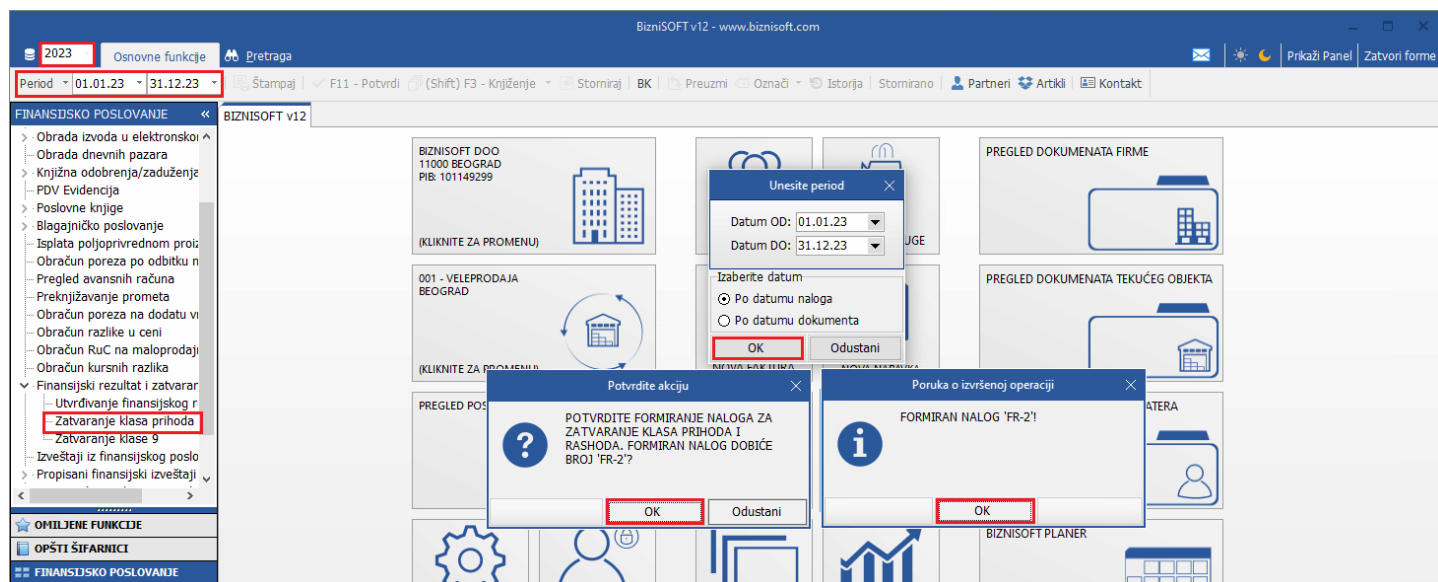 BizniSOFT v12 - www.biznisoft.com
2023
Osnovne funkcije
Pretraga
Prikaži Panel
Zatvori forme
Period
01.01.23
31.12.23
Štampaj
F11 - Potvrdi
(Shift) F3 - Knjiženje
Storniraj
BK
Preuzmi
Označi
Istorija
Stornirano
Partneri
Artikli
Kontakt
FINANSIJSKO POSLOVANJE
«
BIZNISOFT v12
Obrada izvoda u elektronskoı
Obrada dnevnih pazara
Knjižna odobrenja/zaduženja
PDV Evidencija
Poslovne knjige
Blagajničko poslovanje
Isplata poljoprivrednom proiz
Obračun poreza po odbitku n
Pregled avansnih računa
Preknjižavanje prometa
Obračun poreza na dodatu vı
Obračun razlike u ceni
Obračun RuC na maloprodajı
Obračun kursnih razlika
Finansijski rezultat i zatvarar
Utvrđivanje finansijskog r
Zatvaranje klasa prihoda
Zatvaranje klase 9
Izveštaji iz finansijskog poslo
Propisani finansijski izveštaji
OMILJENE FUNKCIJE
OPŠTI ŠIFARNICI
FINANSIJSKO POSLOVANJE
BIZNISOFT DOO
11000 BEOGRAD
PIB: 101149299
(KLIKNITE ZA PROMENU)
UGE
PREGLED DOKUMENATA FIRME
001 - VELEPRODAJA
BEOGRAD
(KLIKNITE ZA PROMENU)
NOVA FAKTURA
NOVA NABAVKA
PREGLED DOKUMENATA TEKUĆEG OBJEKTA
PREGLED POS
ATERA
BIZNISOFT PLANER
Unesite period
Datum OD:
01.01.23
Datum DO:
31.12.23
Izaberite datum
Po datumu naloga
Po datumu dokumenta
OK
Odustani
Potvrdite akciju
POTVRDITE FORMIRANJE NALOGA ZA
ZATVARANJE KLASA PRIHODA I
RASHODA. FORMIRAN NALOG DOBIĆE
BROJ 'FR-2'?
OK
Odustani
Poruka o izvršenoj operaciji
FORMIRAN NALOG 'FR-2'!
OK